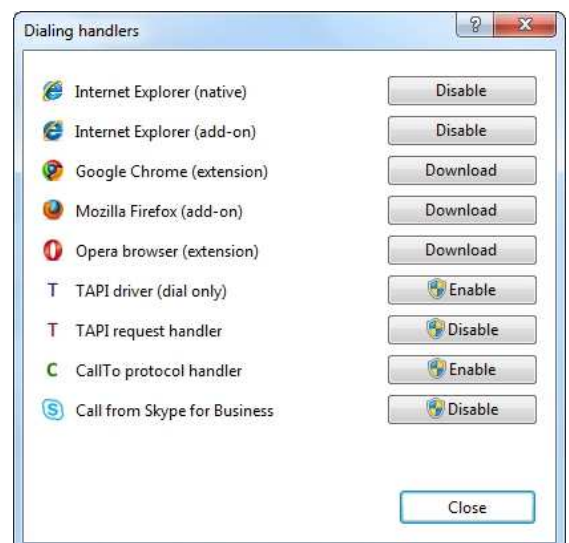 Dialing handlers
Internet Explorer (native) Disable
Internet Explorer (add-on) Disable
Google Chrome (extension) Download
Mozilla Firefox (add-on) Download
Opera browser (extension) Download
T TAPI driver (dial only) Enable
T TAPI request handler Disable
C CallTo protocol handler Enable
S Call from Skype for Business Disable
Close